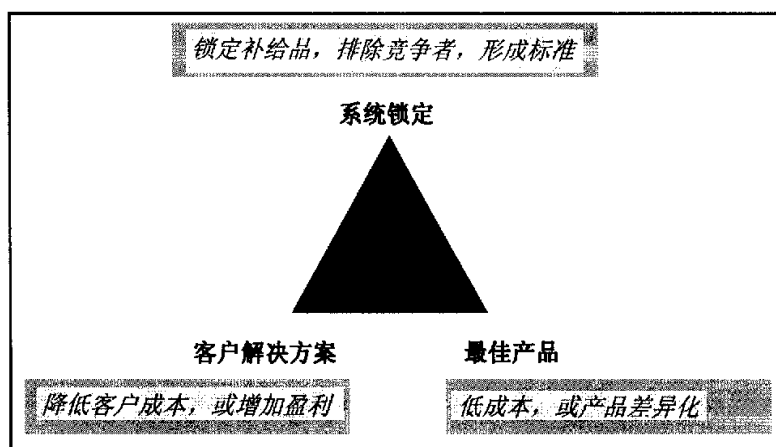 锁定补给品，排除竞争者，形成标准
系统锁定
客户解决方案 最佳产品
降低客户成本，或增加盈利 低成本，或产品差异化